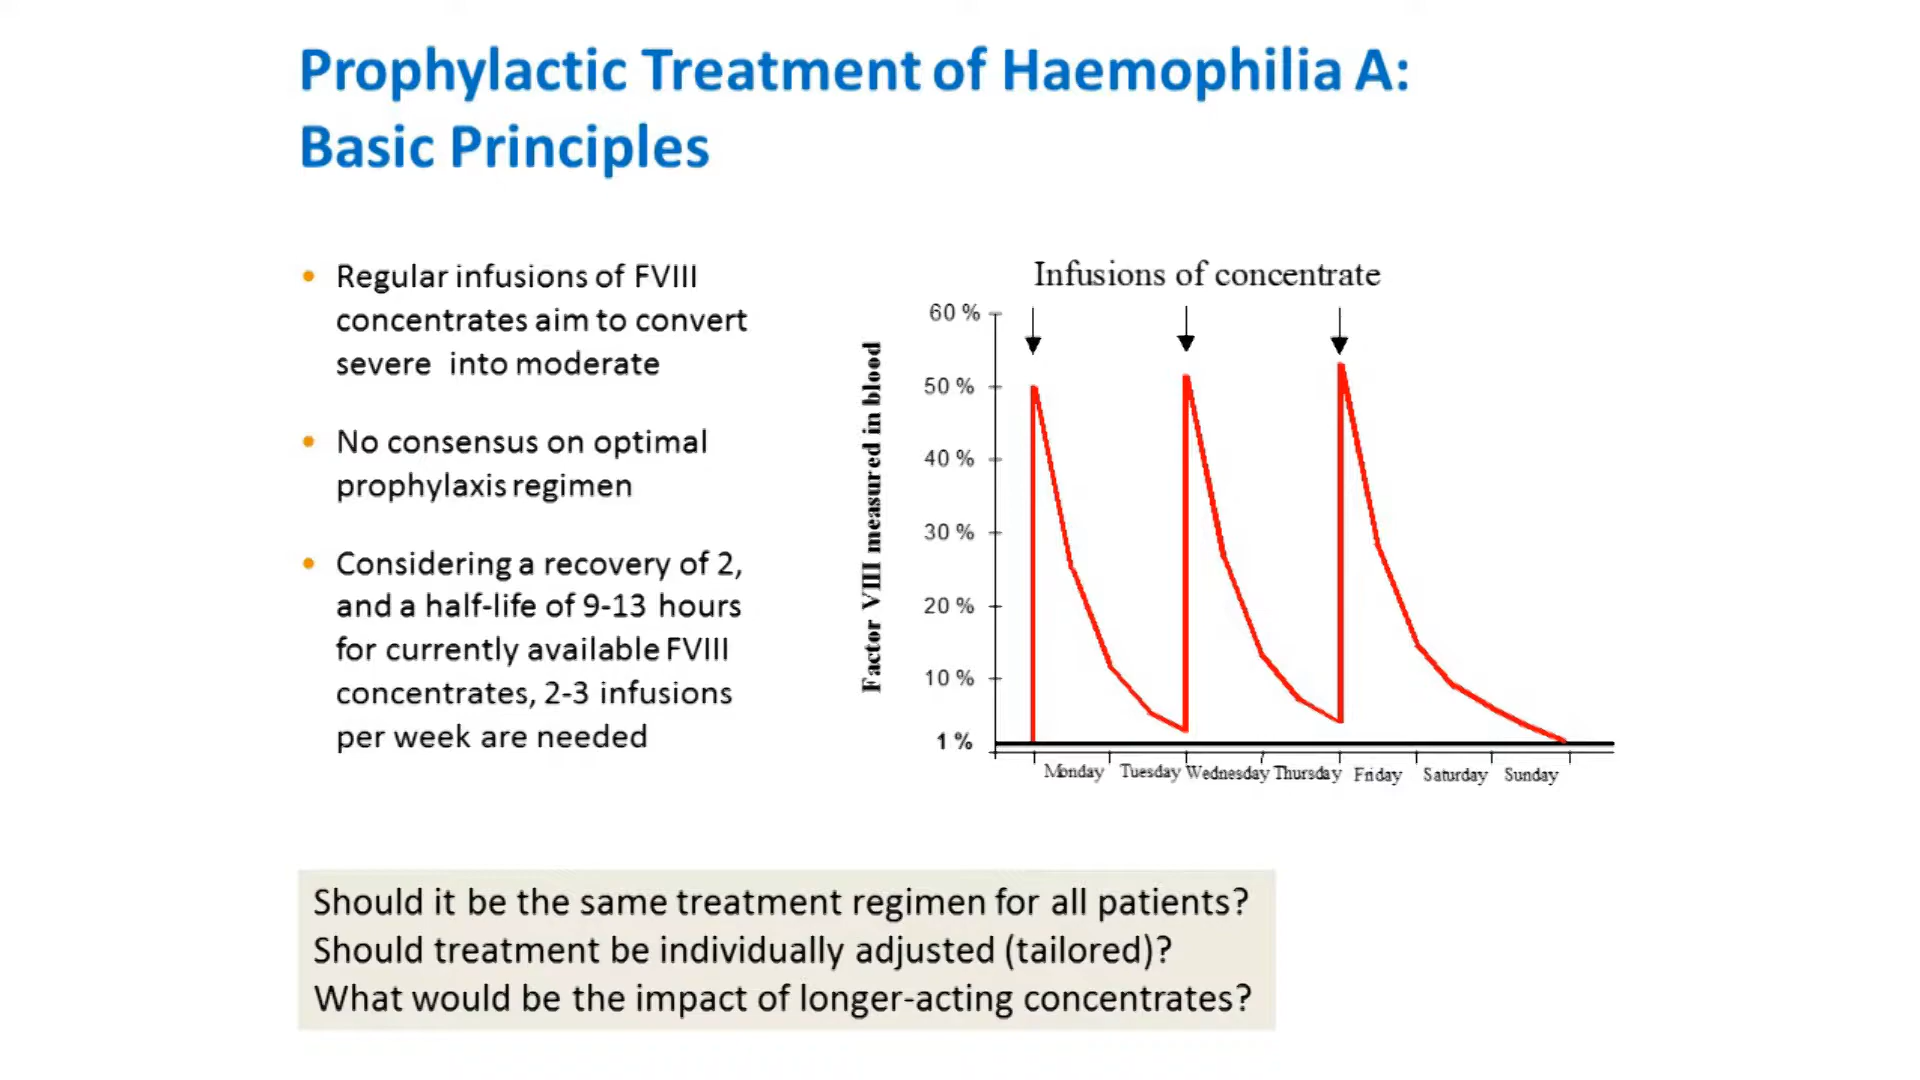 Prophylactic Treatment of Haemophilia A:
Basic Principles
• Regular infusions of FVIII
concentrates aim to convert
severe into moderate
• No consensus on optimal
prophylaxis regimen
• Considering a recovery of 2,
and a half-life of 9-13 hours
for currently available FVIII
concentrates, 2-3 infusions
per week are needed
Infusions of concentrate
Factor VIII measured in blood
60 %
50 %
40 %
30 %
20 %
10 %
1 %
Monday Tuesday Wednesday Thursday Friday Saturday Sunday
Should it be the same treatment regimen for all patients?
Should treatment be individually adjusted (tailored)?
What would be the impact of longer-acting concentrates?